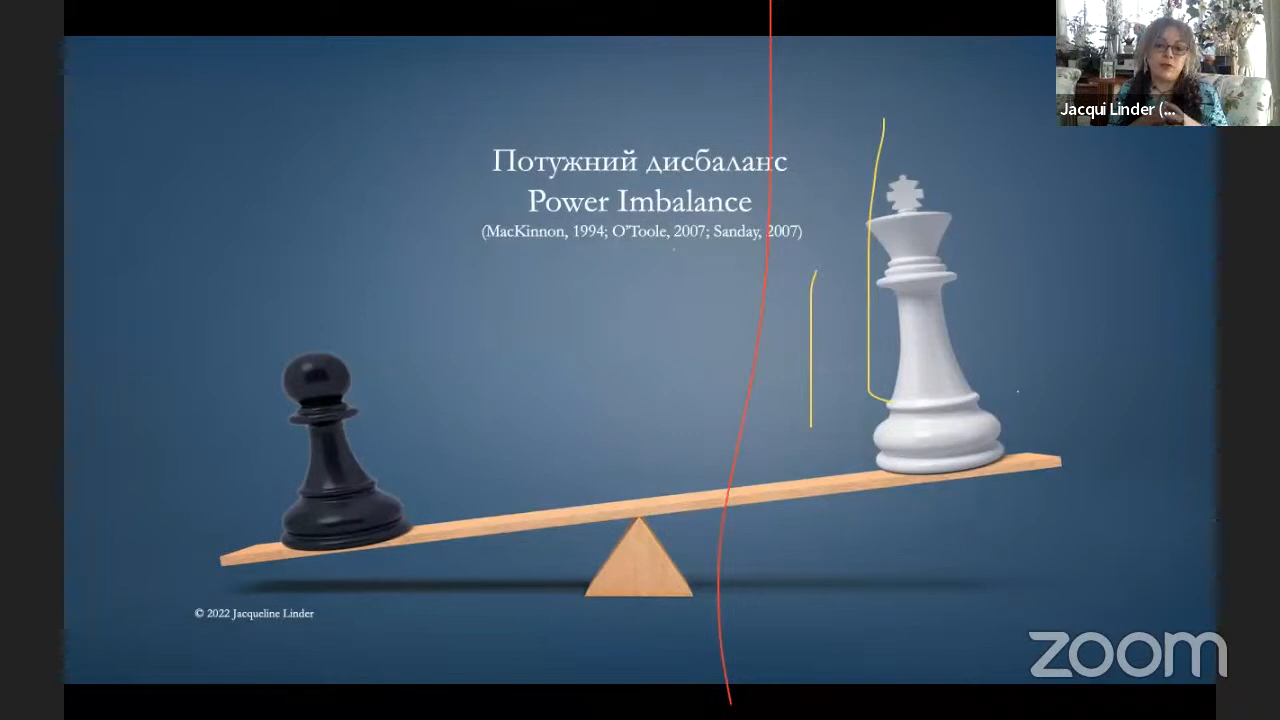 Jacqui Linder (...
Потужний дисбаланс
Power Imbalance
(MacKinnon, 1994; O'Toole, 2007; Sanday, 2007)
© 2022 Jacqueline Linder
zoom